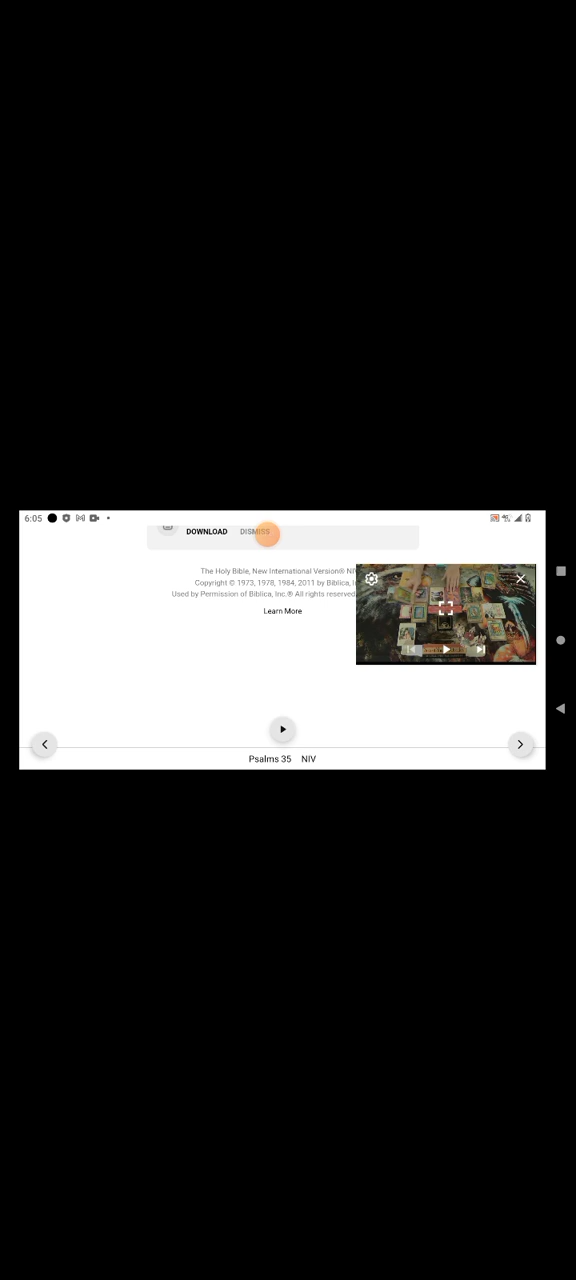 6:05
DOWNLOAD DISMISS
The Holy Bible, New International Version® NIV
Copyright © 1973, 1978, 1984, 2011 by Biblica,
Used by Permission of Biblica, Inc.® All rights reserved
Learn More
Psalms 35 NIV